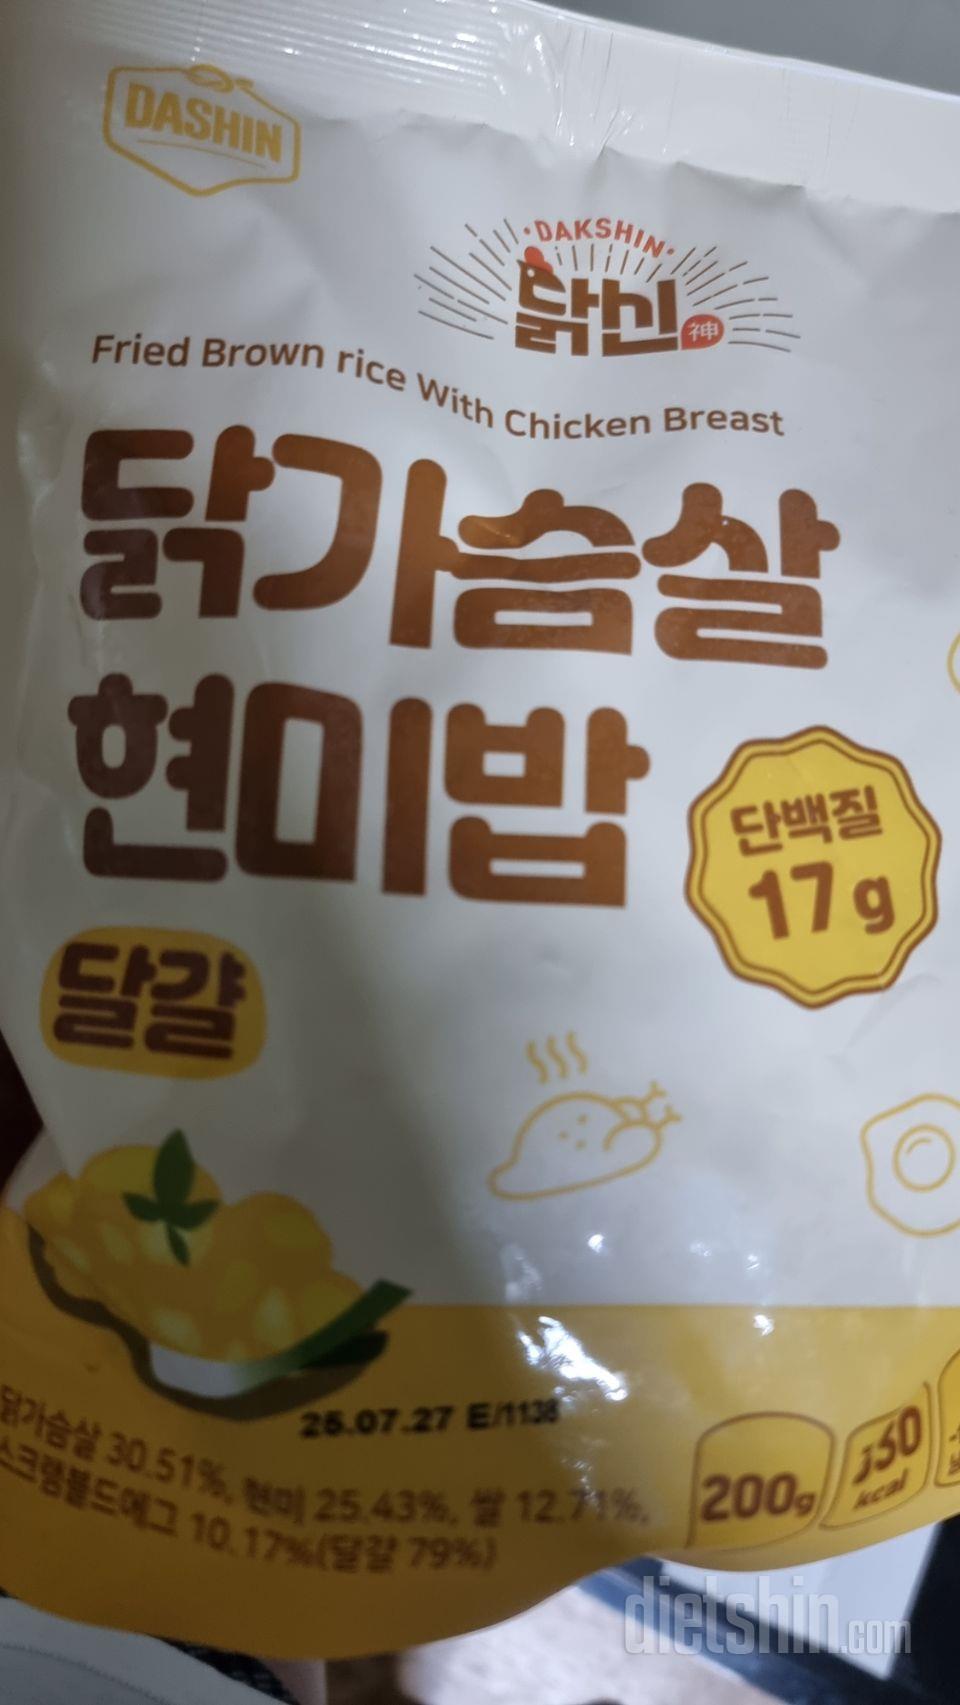 DASHIN
DAKSHIN
닭신
神
Fried Brown rice With Chicken Breast
닭가슴살
현미밥
단백질
17g
달걀
25.07.27 E/1138
닭가슴살 30.51%, 현미 25.43%, 쌀 12.71%,
스크램블드에그 10.17%(달걀 79%)
200g
kcal
dietshin.com